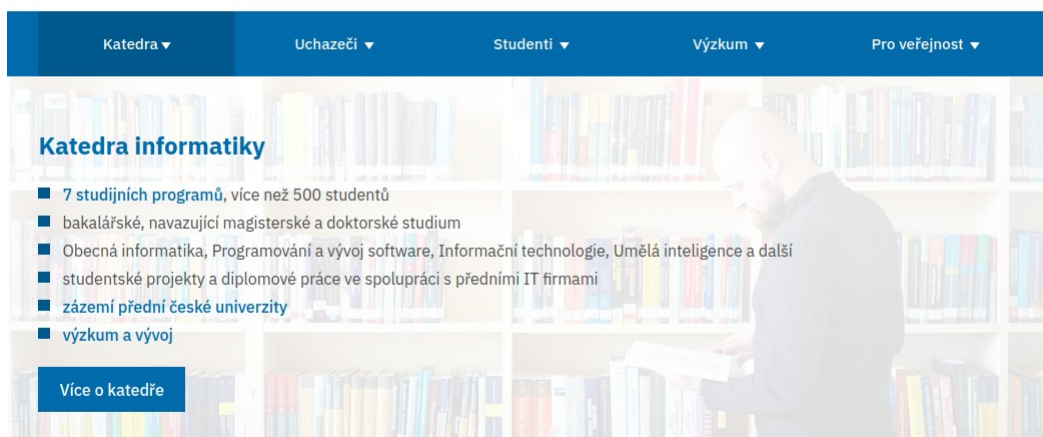 Katedra ▾ Uchazeči ▾ Studenti ▾ Výzkum ▾ Pro veřejnost ▾
Katedra informatiky
7 studijních programů, více než 500 studentů
bakalářské, navazující magisterské a doktorské studium
Obecná informatika, Programování a vývoj software, Informační technologie, Umělá inteligence a další
studentské projekty a diplomové práce ve spolupráci s předními IT firmami
zázemí přední české univerzity
výzkum a vývoj
Více o katedře